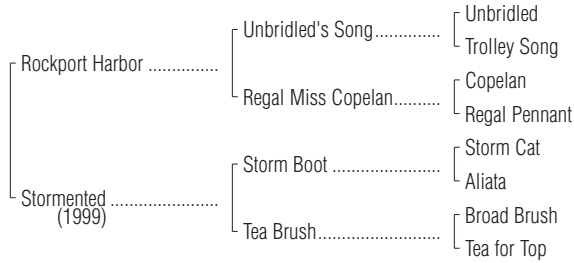 Unbridled
Unbridled's Song...............
Trolley Song
Rockport Harbor ...............
Copelan
Regal Miss Copelan..........
Regal Pennant
Storm Cat
Storm Boot .......................
Aliata
Stormented .......................
(1999)
Broad Brush
Tea Brush..........................
Tea for Top